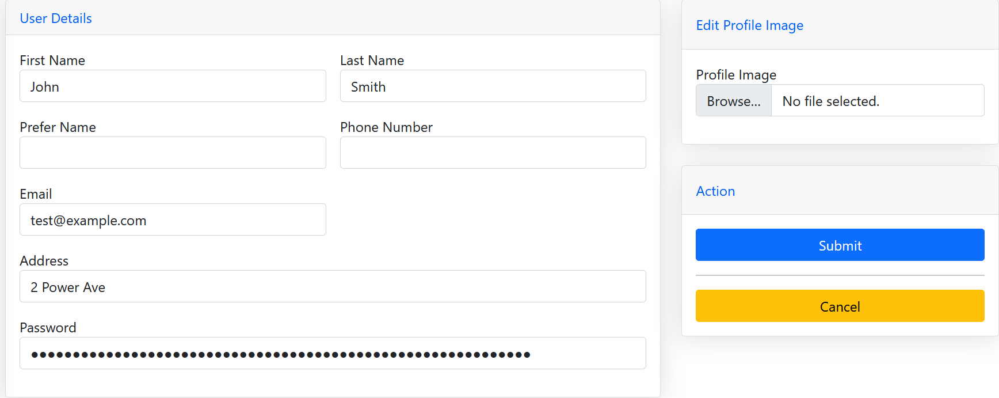 User Details
First Name
Last Name
John
Smith
Prefer Name
Phone Number
Email
test@example.com
Address
2 Power Ave
Password
●●●●●●●●●●●●●●●●●●●●●●●●●●●●●●●●●●●●●●●●●●●●●●●●●●●●●●●●●●●●
Edit Profile Image
Profile Image
Browse... No file selected.
Action
Submit
Cancel